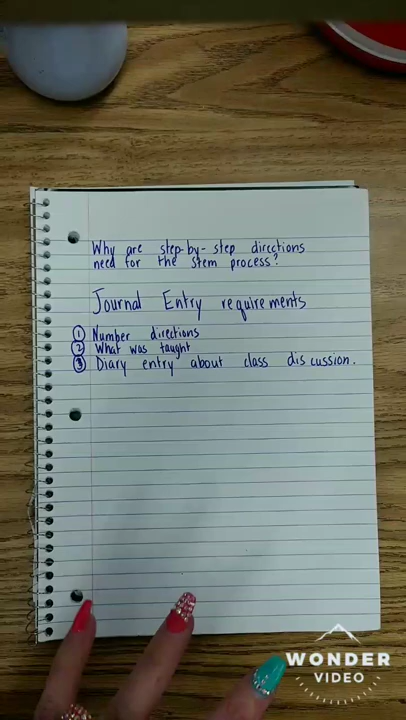 Why are step-by-step directions
need for the stem process?
Journal Entry requirements
① Number directions
② What was taught
③ Diary entry about class discussion.
WONDER
VIDEO